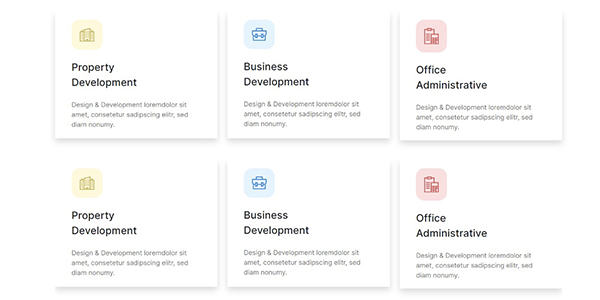 Property
Development
Design & Development loremdolor sit
amet, consetetur sadipscing elitr, sed
diam nonumy.
Business
Development
Design & Development loremdolor sit
amet, consetetur sadipscing elitr, sed
diam nonumy.
Office
Administrative
Design & Development loremdolor sit
amet, consetetur sadipscing elitr, sed
diam nonumy.
Property
Development
Design & Development loremdolor sit
amet, consetetur sadipscing elitr, sed
diam nonumy.
Business
Development
Design & Development loremdolor sit
amet, consetetur sadipscing elitr, sed
diam nonumy.
Office
Administrative
Design & Development loremdolor sit
amet, consetetur sadipscing elitr, sed
diam nonumy.